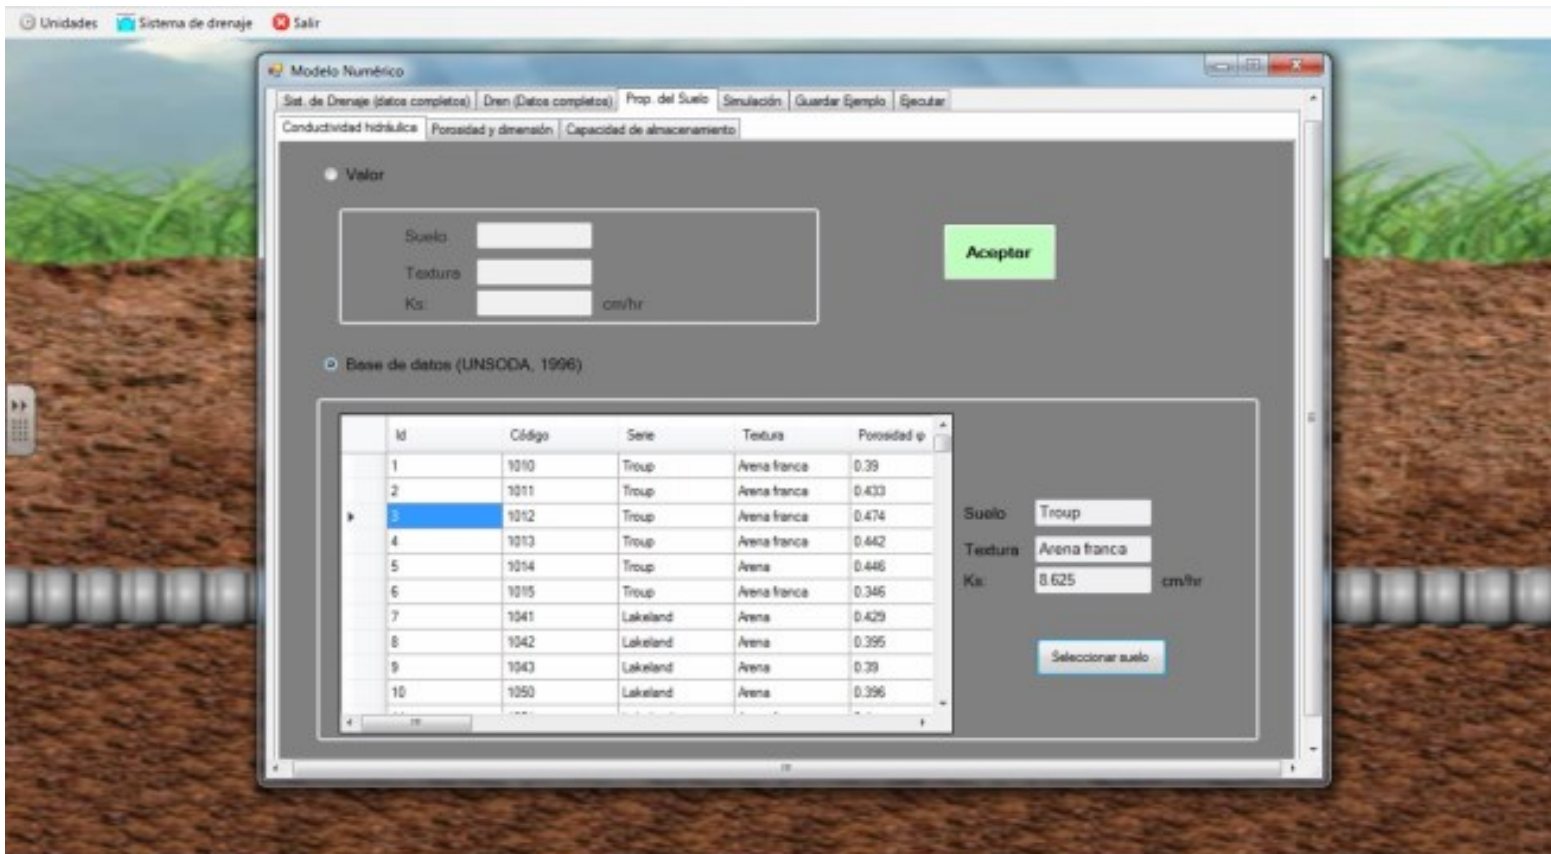 Unidades Sistema de drenaje Salir
Modelo Numérico
Sist. de Drenaje (datos completos) Dren (Datos completos) Prop. del Suelo Simulación Guardar Ejemplo Ejecutar
Conductividad hidráulica Porosidad y dimensión Capacidad de almacenamiento
Valor
Suelo
Aceptar
Textura
Ks: cm/hr
Base de datos (UNSODA, 1996)
Id Código Serie Textura Porosidad φ
1 1010 Troup Arena franca 0.39
2 1011 Troup Arena franca 0.433
3 1012 Troup Arena franca 0.474
4 1013 Troup Arena franca 0.442
5 1014 Troup Arena 0.446
6 1015 Troup Arena franca 0.346
7 1041 Lakeland Arena 0.429
8 1042 Lakeland Arena 0.395
9 1043 Lakeland Arena 0.39
10 1050 Lakeland Arena 0.396
Suelo Troup
Textura Arena franca
Ks: 8.625 cm/hr
Seleccionar suelo